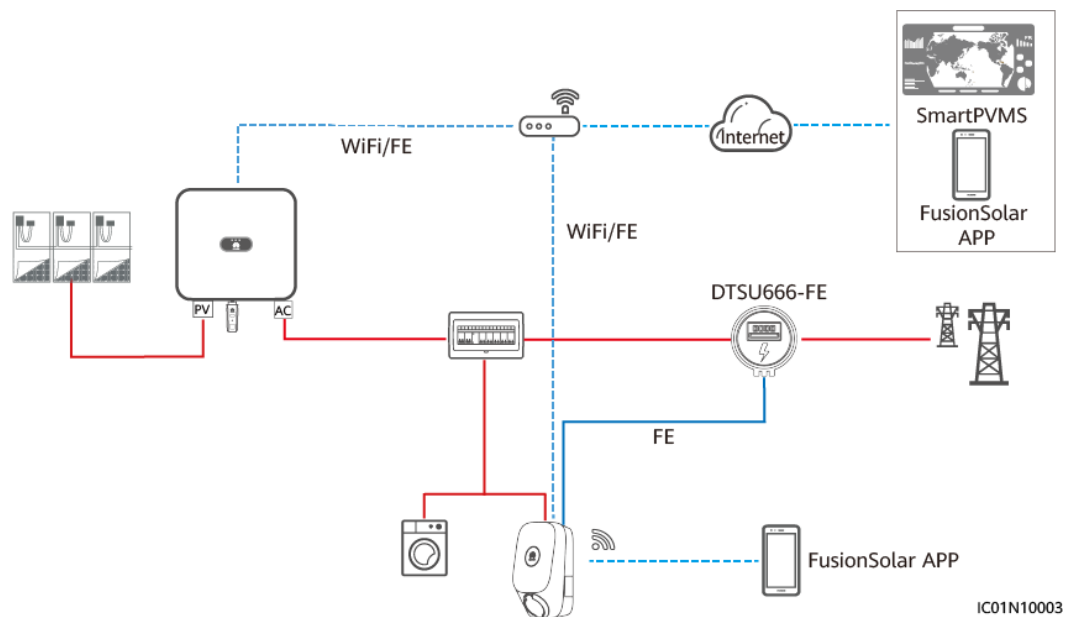 SmartPVMS
Internet
WiFi/FE
FusionSolar
APP
WiFi/FE
DTSU666-FE
PV
AC
FE
FusionSolar APP
IC01N10003